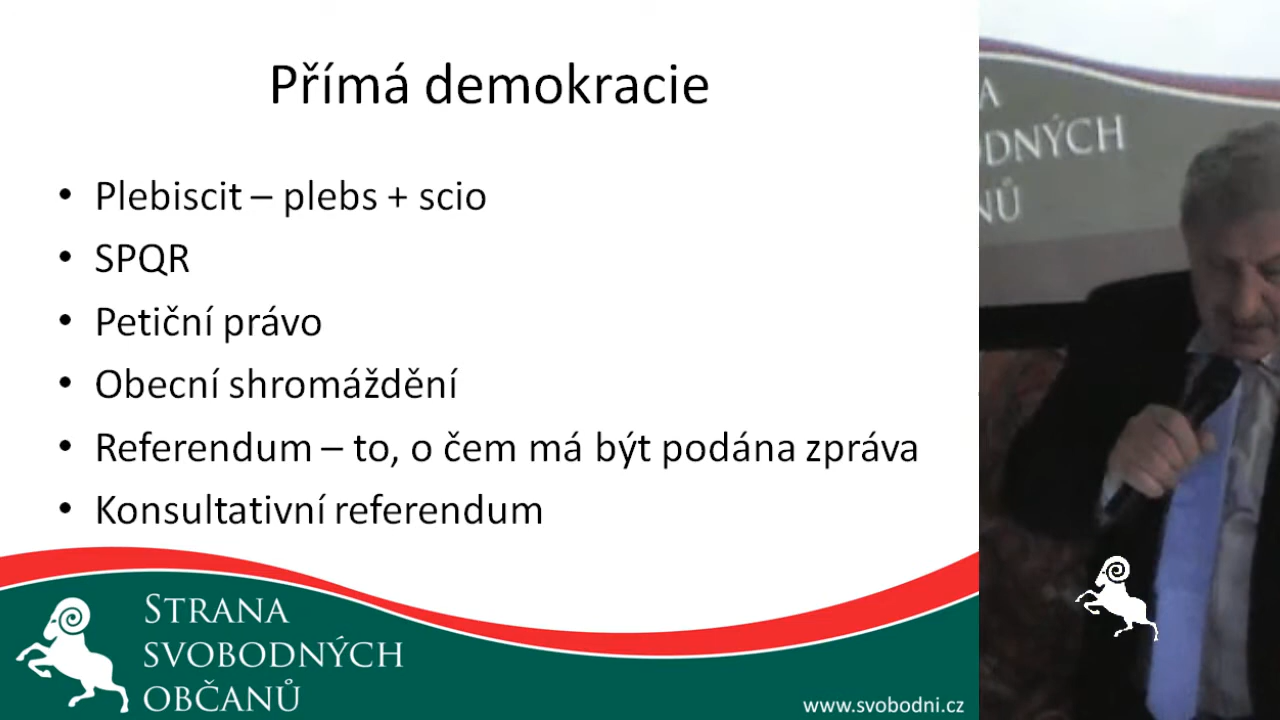 Přímá demokracie
• Plebiscit – plebs + scio
• SPQR
• Petiční právo
• Obecní shromáždění
• Referendum – to, o čem má být podána zpráva
• Konsultativní referendum
STRANA
SVOBODNÝCH
OBČANŮ
www.svobodni.cz